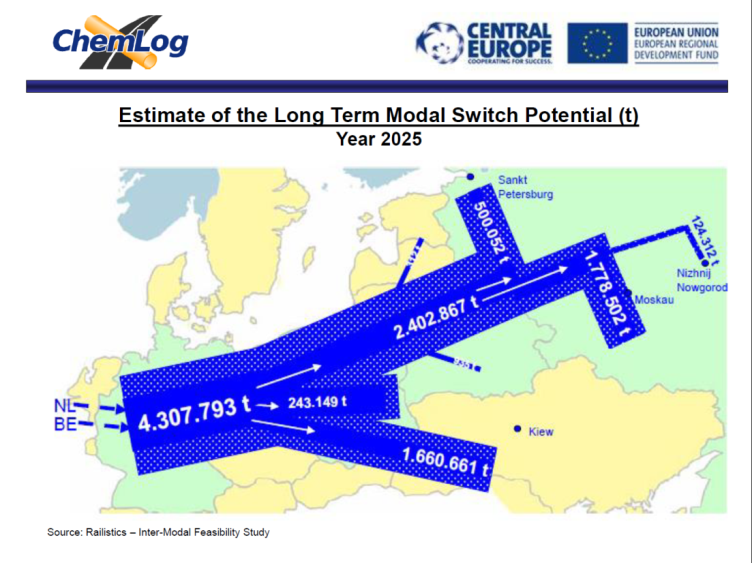 ChemLog
CENTRAL
EUROPE
COOPERATING FOR SUCCESS.
EUROPEAN UNION
EUROPEAN REGIONAL
DEVELOPMENT FUND
Estimate of the Long Term Modal Switch Potential (t)
Year 2025
Sankt
Petersburg
500.052 t
124.312 t
1.778.502 t
Nizhnij
Nowgorod
Moskau
2.402.867 t
935 t
NL
BE
4.307.793 t
243.149 t
Kiew
1.660.661 t
Source: Railistics – Inter-Modal Feasibility Study